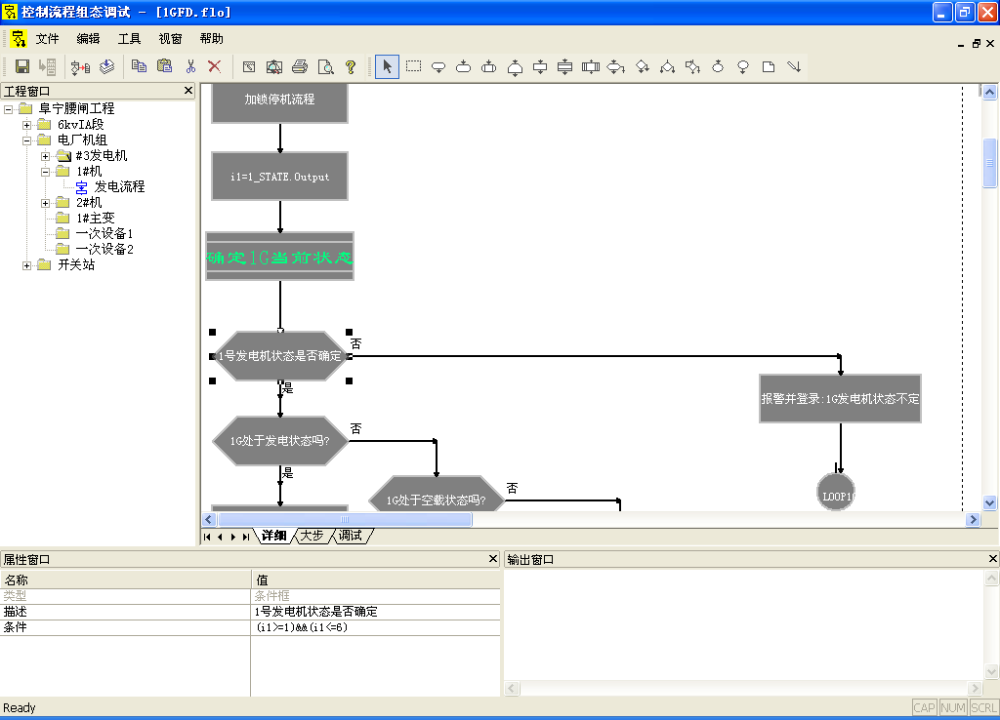 控制流程组态调试 - [1GFD.flo]
文件 编辑 工具 视窗 帮助
工程窗口
阜宁腰闸工程
6kvIA段
电厂机组
#3发电机
1#机
发电流程
2#机
1#主变
一次设备1
一次设备2
开关站
加锁停机流程
i1=1_STATE.Output
确定1G当前状态
1号发电机状态是否确定
否
是
报警并登录:1G发电机状态不定
1G处于发电状态吗?
否
是
1G处于空载状态吗?
否
LOOP1
详细 大步 调试
属性窗口
名称 值
类型 条件框
描述 1号发电机状态是否确定
条件 (i1>=1)&&(i1<=6)
输出窗口
Ready
CAP NUM SCRL